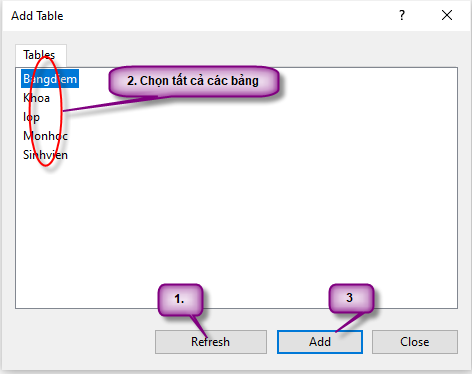 Add Table
?
Tables
Bangdiem
Khoa
lop
Monhoc
Sinhvien
2. Chọn tất cả các bảng
1.
3
Refresh
Add
Close